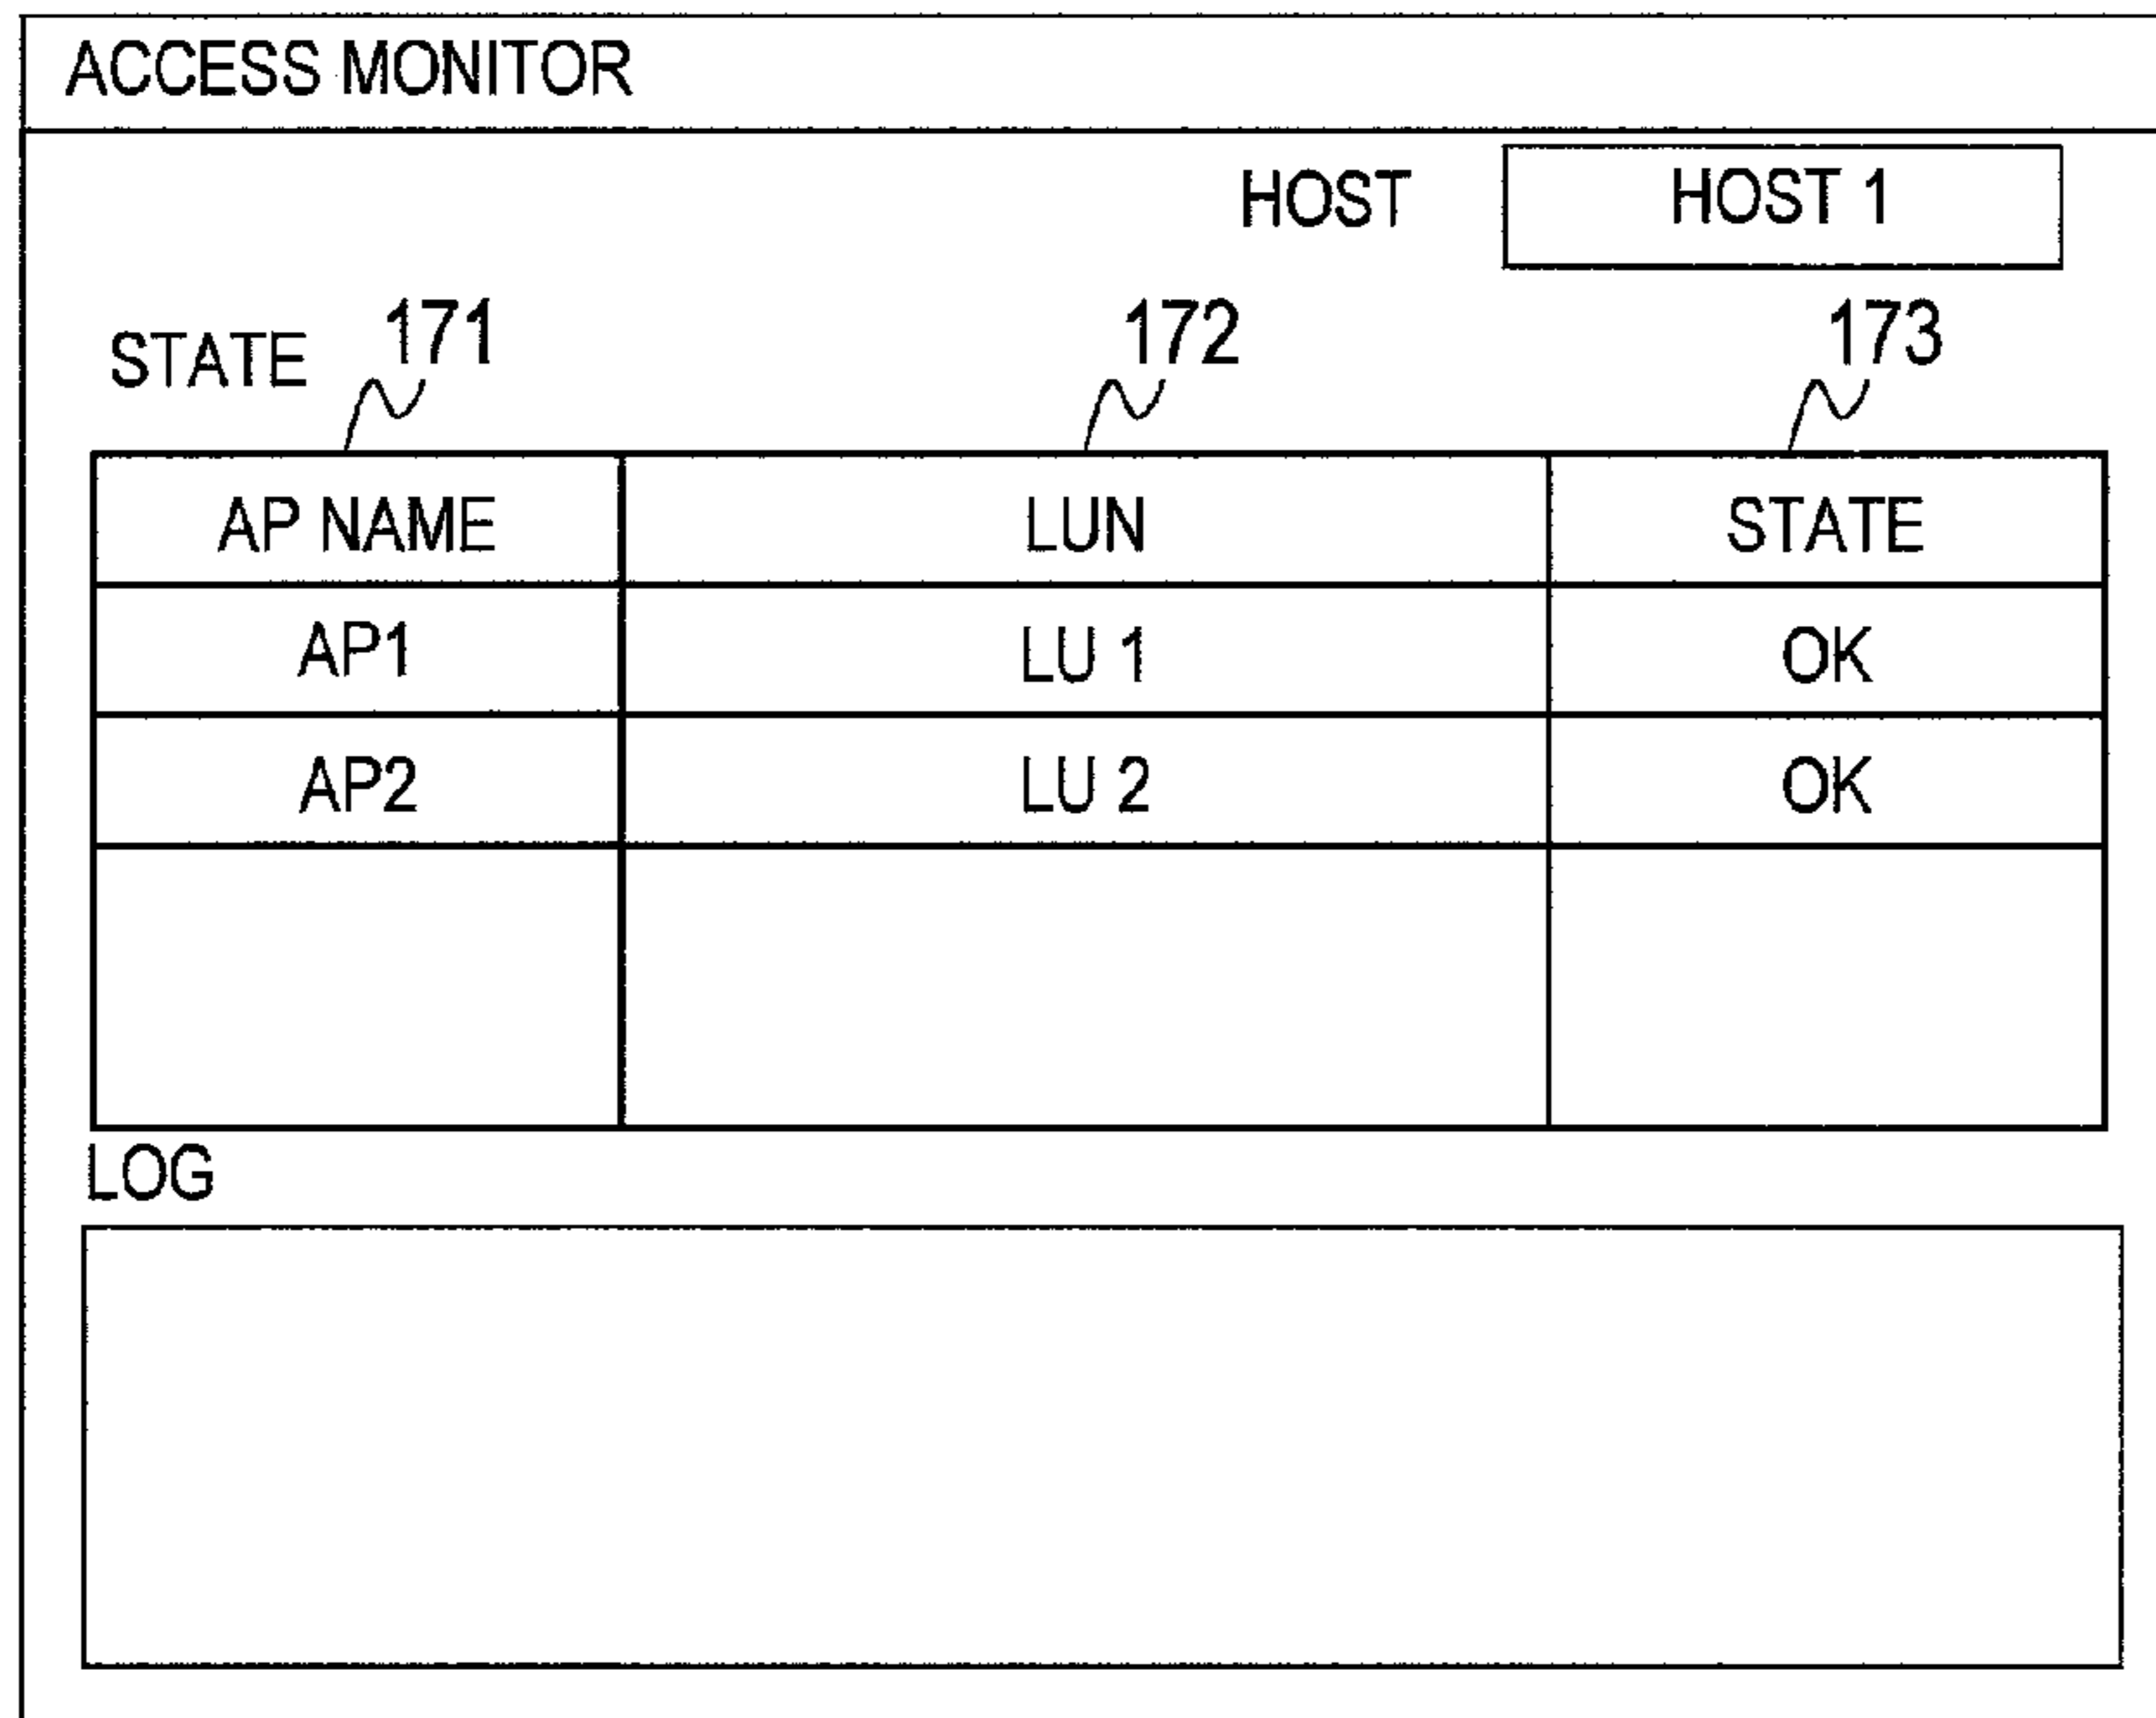 ACCESS MONITOR
HOST HOST 1
STATE 171 172 173
AP NAME LUN STATE
AP1 LU 1 OK
AP2 LU 2 OK
LOG